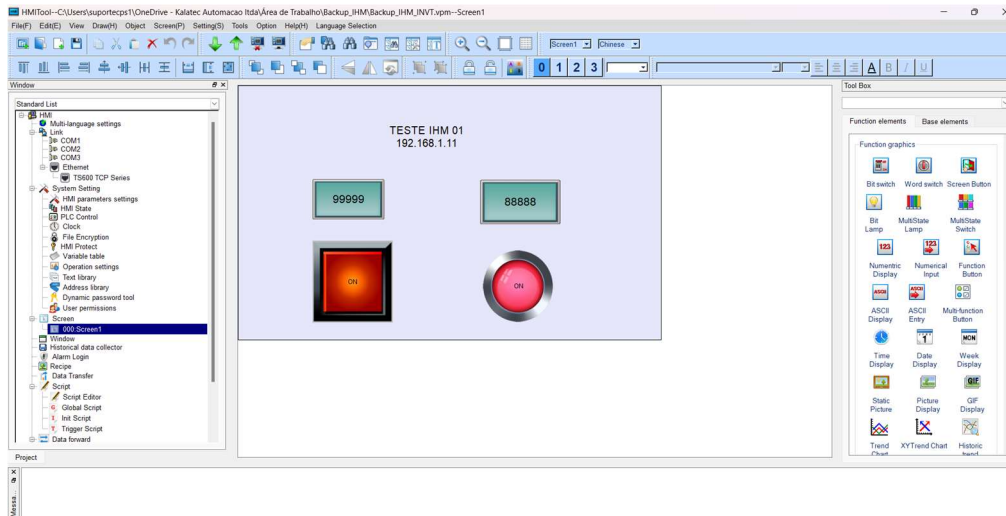 HMITool--C:\Users\suportecps1\OneDrive - Kalatec Automacao ltda\Área de Trabalho\Backup_IHM\Backup_IHM_INVT.vpm--Screen1
File(F) Edit(E) View Draw(H) Object Screen(P) Setting(S) Tools Option Help(H) Language Selection
Screen1 Chinese
0 1 2 3 A B I U
Window
Standard List
HMI
Multi-language settings
Link
COM1
COM2
COM3
Ethernet
TS600 TCP Series
System Setting
HMI parameters settings
HMI State
PLC Control
Clock
File Encryption
HMI Protect
Variable table
Operation settings
Text library
Address library
Dynamic password tool
User permissions
Screen
000:Screen1
Window
Historical data collector
Alarm Login
Recipe
Data Transfer
Script
Script Editor
Global Script
Init Script
Trigger Script
Data forward
Project
TESTE IHM 01
192.168.1.11
99999
88888
ON
ON
Tool Box
Function elements Base elements
Function graphics
Bit switch Word switch Screen Button
Bit Lamp MultiState Lamp MultiState Switch
123 123
Numeric Display Numerical Input Function Button
ASCII ASCII
ASCII Display ASCII Entry Multi-function Button
1 MON
Time Display Date Display Week Display
GIF
Static Picture Picture Display GIF Display
Trend Chart XYTrend Chart Historic trend
Messa...